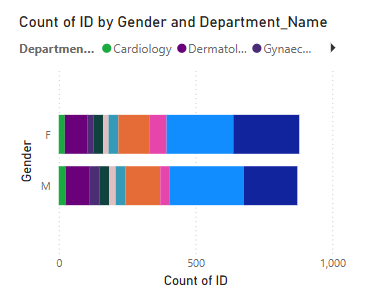 Count of ID by Gender and Department_Name
Departmen... Cardiology Dermatol... Gynaec...
F
M
Gender
0 500 1,000
Count of ID